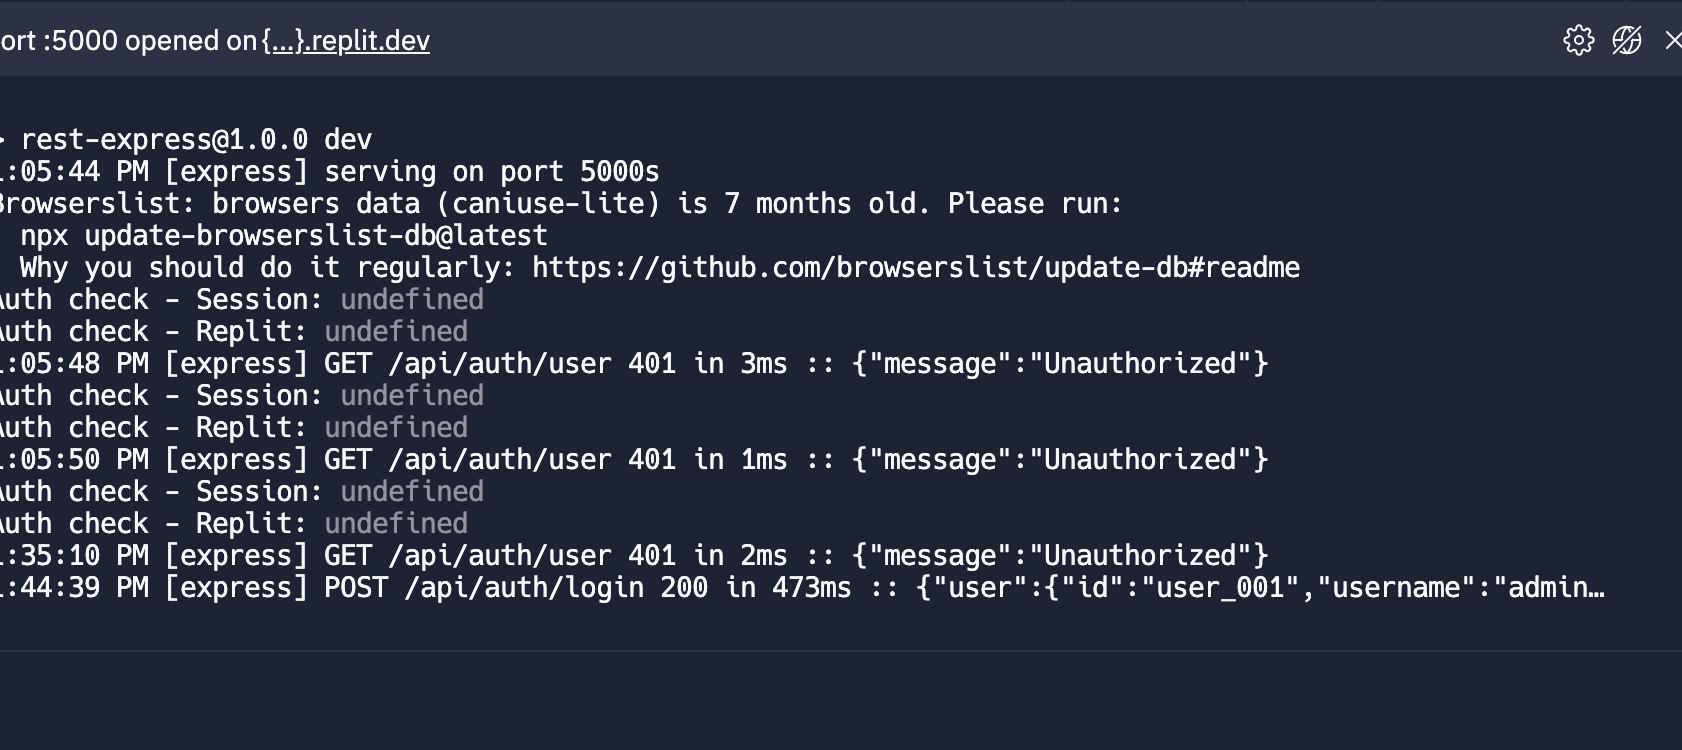 ort :5000 opened on {...}.replit.dev
> rest-express@1.0.0 dev
:05:44 PM [express] serving on port 5000s
Browserslist: browsers data (caniuse-lite) is 7 months old. Please run:
npx update-browserslist-db@latest
Why you should do it regularly: https://github.com/browserslist/update-db#readme
Auth check - Session: undefined
Auth check - Replit: undefined
:05:48 PM [express] GET /api/auth/user 401 in 3ms :: {"message":"Unauthorized"}
Auth check - Session: undefined
Auth check - Replit: undefined
:05:50 PM [express] GET /api/auth/user 401 in 1ms :: {"message":"Unauthorized"}
Auth check - Session: undefined
Auth check - Replit: undefined
:35:10 PM [express] GET /api/auth/user 401 in 2ms :: {"message":"Unauthorized"}
:44:39 PM [express] POST /api/auth/login 200 in 473ms :: {"user":{"id":"user_001","username":"admin…